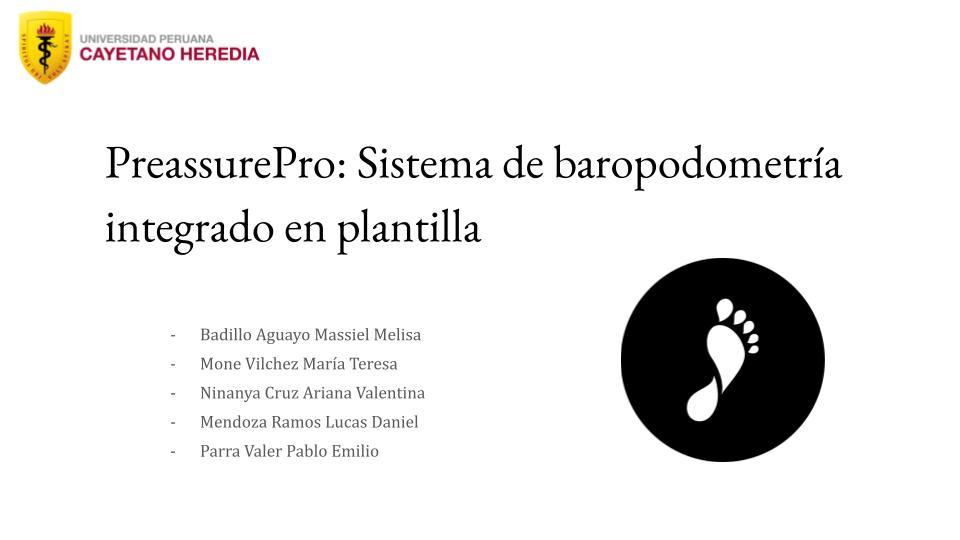 UNIVERSIDAD PERUANA
CAYETANO HEREDIA
PreassurePro: Sistema de baropodometría
integrado en plantilla
- Badillo Aguayo Massiel Melisa
- Mone Vilchez María Teresa
- Ninanya Cruz Ariana Valentina
- Mendoza Ramos Lucas Daniel
- Parra Valer Pablo Emilio